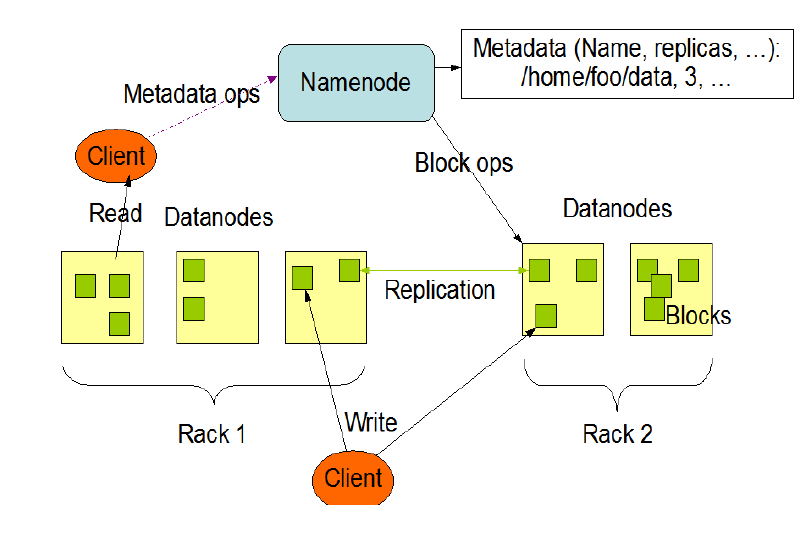 Metadata (Name, replicas, …):
/home/foo/data, 3, …
Namenode
Metadata ops
Client
Block ops
Read
Datanodes
Datanodes
Replication
Blocks
Rack 1
Write
Rack 2
Client